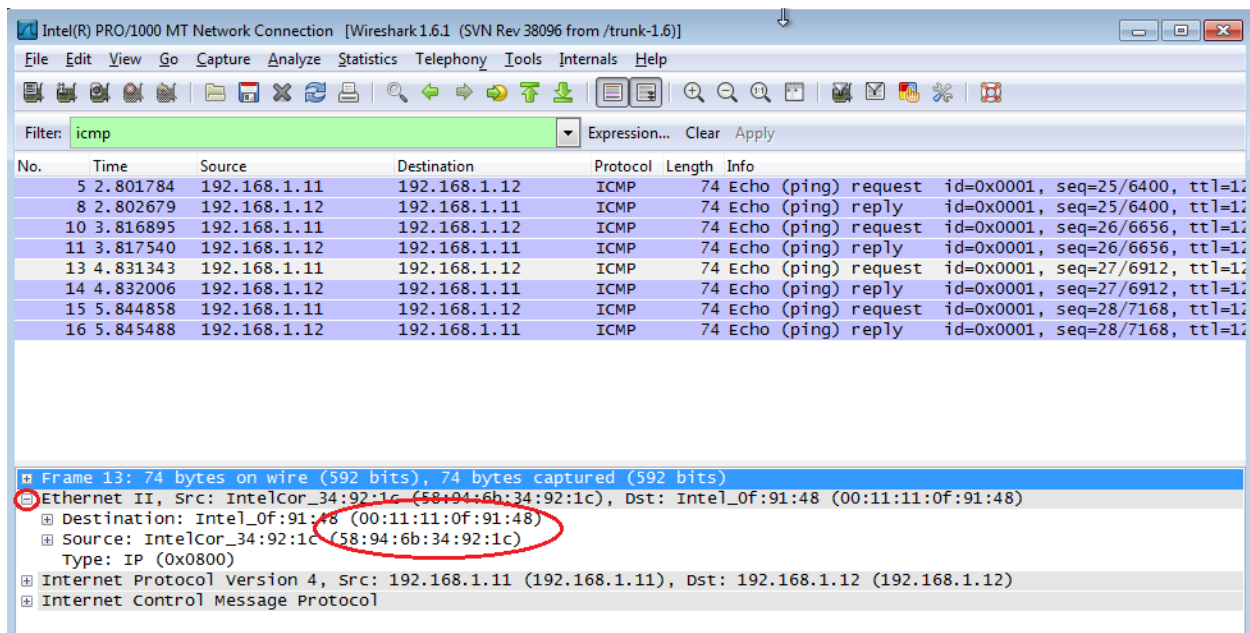 Intel(R) PRO/1000 MT Network Connection [Wireshark 1.6.1 (SVN Rev 38096 from /trunk-1.6)]
File Edit View Go Capture Analyze Statistics Telephony Tools Internals Help
Filter: icmp Expression... Clear Apply
No. Time Source Destination Protocol Length Info
5 2.801784 192.168.1.11 192.168.1.12 ICMP 74 Echo (ping) request id=0x0001, seq=25/6400, ttl=12
8 2.802679 192.168.1.12 192.168.1.11 ICMP 74 Echo (ping) reply id=0x0001, seq=25/6400, ttl=12
10 3.816895 192.168.1.11 192.168.1.12 ICMP 74 Echo (ping) request id=0x0001, seq=26/6656, ttl=12
11 3.817540 192.168.1.12 192.168.1.11 ICMP 74 Echo (ping) reply id=0x0001, seq=26/6656, ttl=12
13 4.831343 192.168.1.11 192.168.1.12 ICMP 74 Echo (ping) request id=0x0001, seq=27/6912, ttl=12
14 4.832006 192.168.1.12 192.168.1.11 ICMP 74 Echo (ping) reply id=0x0001, seq=27/6912, ttl=12
15 5.844858 192.168.1.11 192.168.1.12 ICMP 74 Echo (ping) request id=0x0001, seq=28/7168, ttl=12
16 5.845488 192.168.1.12 192.168.1.11 ICMP 74 Echo (ping) reply id=0x0001, seq=28/7168, ttl=12
Frame 13: 74 bytes on wire (592 bits), 74 bytes captured (592 bits)
Ethernet II, Src: IntelCor_34:92:1c (58:94:6b:34:92:1c), Dst: Intel_0f:91:48 (00:11:11:0f:91:48)
Destination: Intel_0f:91:48 (00:11:11:0f:91:48)
Source: IntelCor_34:92:1c (58:94:6b:34:92:1c)
Type: IP (0x0800)
Internet Protocol Version 4, Src: 192.168.1.11 (192.168.1.11), Dst: 192.168.1.12 (192.168.1.12)
Internet Control Message Protocol